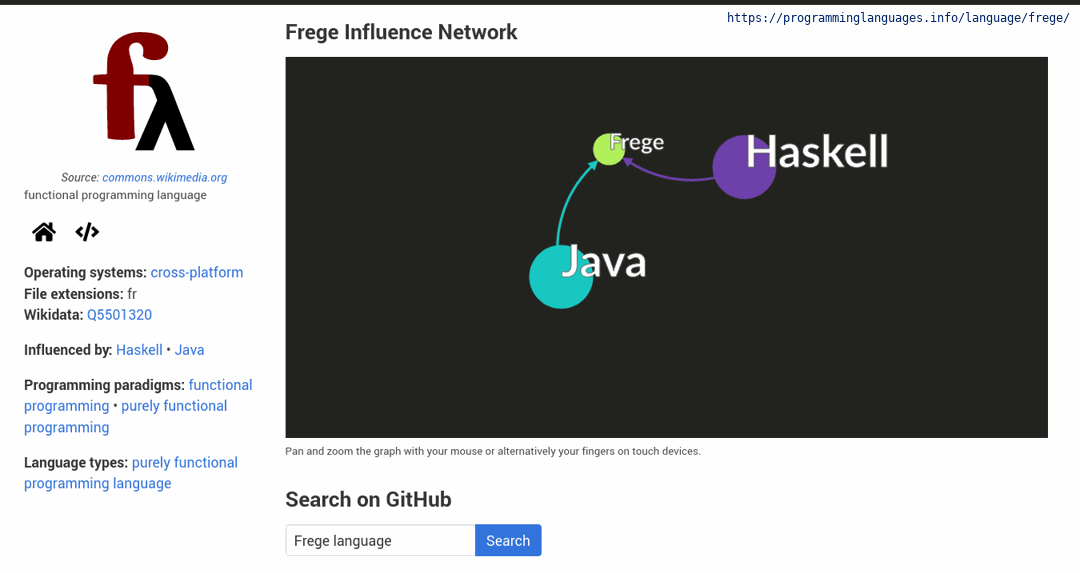 https://programminglanguages.info/language/frege/
fλ
Source: commons.wikimedia.org
functional programming language
Operating systems: cross-platform
File extensions: fr
Wikidata: Q5501320
Influenced by: Haskell • Java
Programming paradigms: functional
programming • purely functional
programming
Language types: purely functional
programming language
Frege Influence Network
Frege
Haskell
Java
Pan and zoom the graph with your mouse or alternatively your fingers on touch devices.
Search on GitHub
Frege language
Search